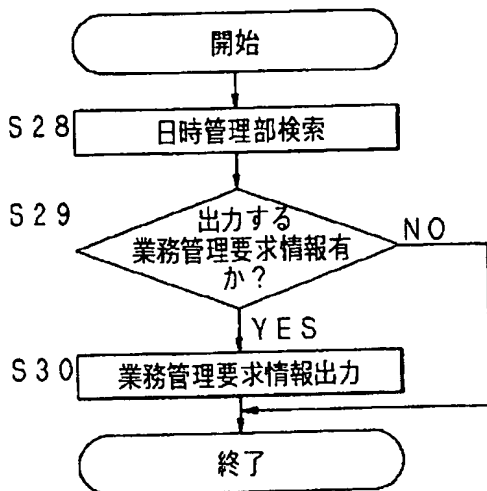 開始
S28
日時管理部検索
S29
出力する
業務管理要求情報有
か?
NO
YES
S30
業務管理要求情報出力
終了